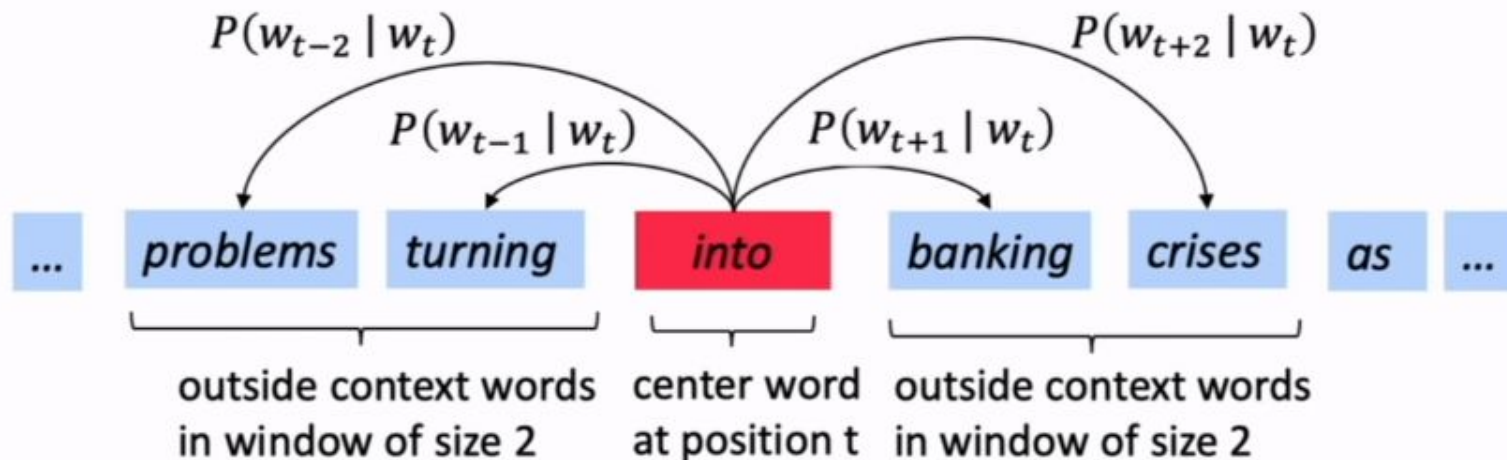 P(w_{t−2} | w_t) P(w_{t+2} | w_t)
P(w_{t−1} | w_t) P(w_{t+1} | w_t)
... problems turning into banking crises as ...
outside context words center word outside context words
in window of size 2 at position t in window of size 2